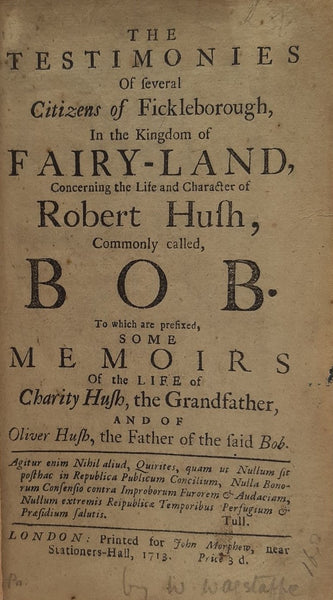 THE
TESTIMONIES
Of ſeveral
Citizens of Fickleborough,
In the Kingdom of
FAIRY-LAND,
Concerning the Life and Character of
Robert Huſh,
Commonly called,
BOB.
To which are prefixed,
SOME
MEMOIRS
Of the LIFE of
Charity Huſh, the Grandfather,
AND OF
Oliver Huſh, the Father of the ſaid Bob.
Agitur enim Nihil aliud, Quirites, quam ut Nullum ſit
poſthac in Republicâ Publicum Concilium, Nulla Bono-
rum Conſenſio contra Improborum Furorem & Audaciam,
Nullum extremis Reipublicæ Temporibus Perfugium &
Præſidium ſalutis. Tull.
LONDON: Printed for John Morphew, near
Stationers-Hall, 1713. Price 3 d.
by W Wagstaffe